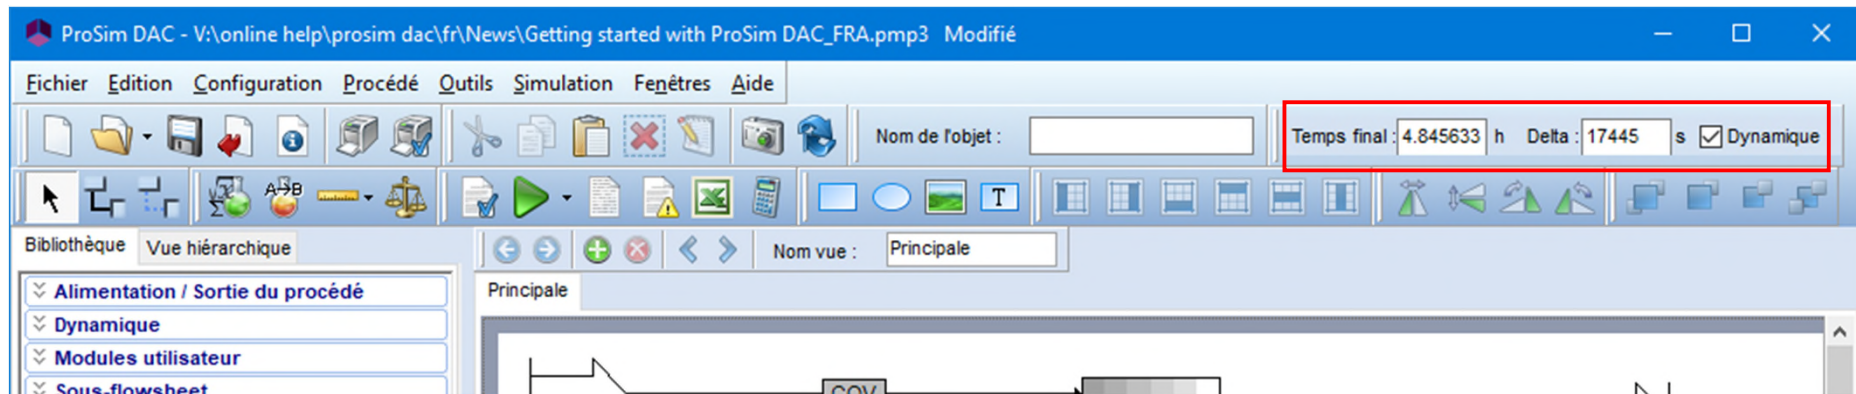 ProSim DAC - V:\online help\prosim dac\fr\News\Getting started with ProSim DAC_FRA.pmp3 Modifié
Fichier Edition Configuration Procédé Outils Simulation Fenêtres Aide
Nom de l'objet : Temps final : 4.845633 h Delta : 17445 s Dynamique
A→B T
Bibliothèque Vue hiérarchique Nom vue : Principale
Alimentation / Sortie du procédé Principale
Dynamique
Modules utilisateur
Sous-flowsheet
COV